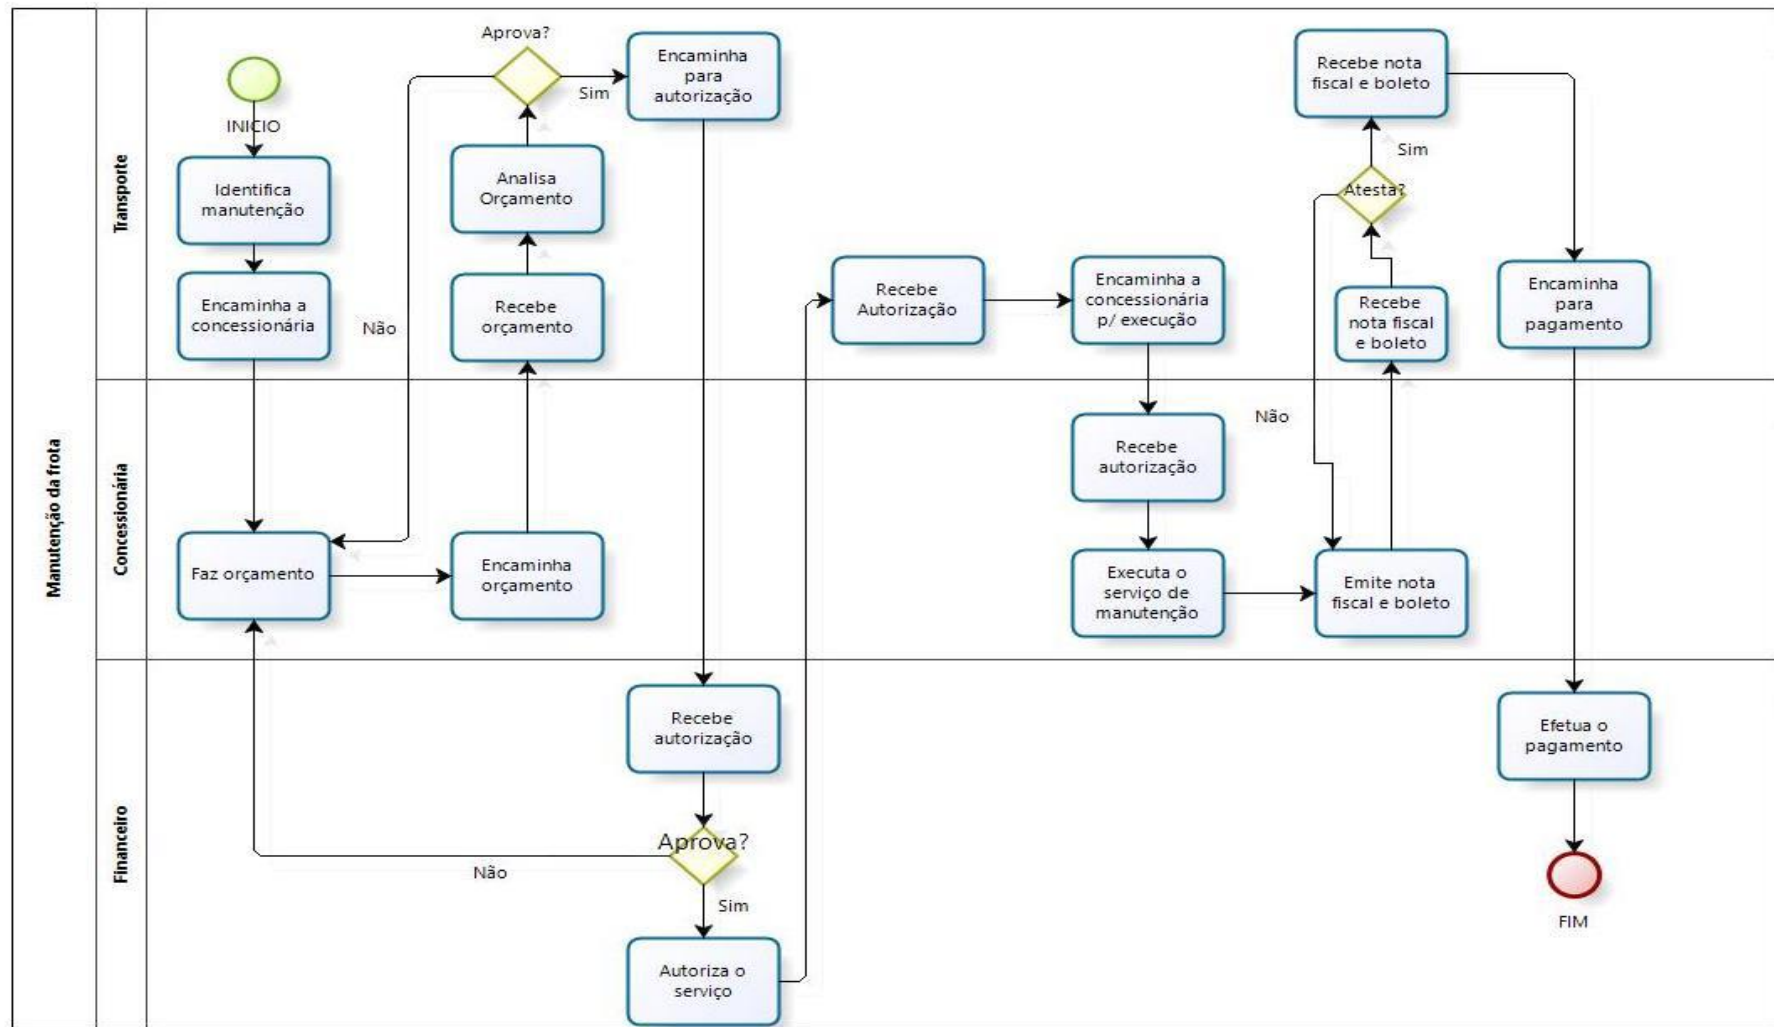 Manutenção da frota
Transporte
INICIO
Identifica
manutenção
Encaminha a
concessionária
Não
Aprova?
Sim
Analisa
Orçamento
Recebe
orçamento
Encaminha
para
autorização
Recebe
Autorização
Encaminha a
concessionária
p/ execução
Recebe nota
fiscal e boleto
Sim
Atesta?
Recebe
nota fiscal
e boleto
Encaminha
para
pagamento
Concessionária
Faz orçamento
Encaminha
orçamento
Recebe
autorização
Executa o
serviço de
manutenção
Não
Emite nota
fiscal e boleto
Financeiro
Recebe
autorização
Aprova?
Não
Sim
Autoriza o
serviço
Efetua o
pagamento
FIM